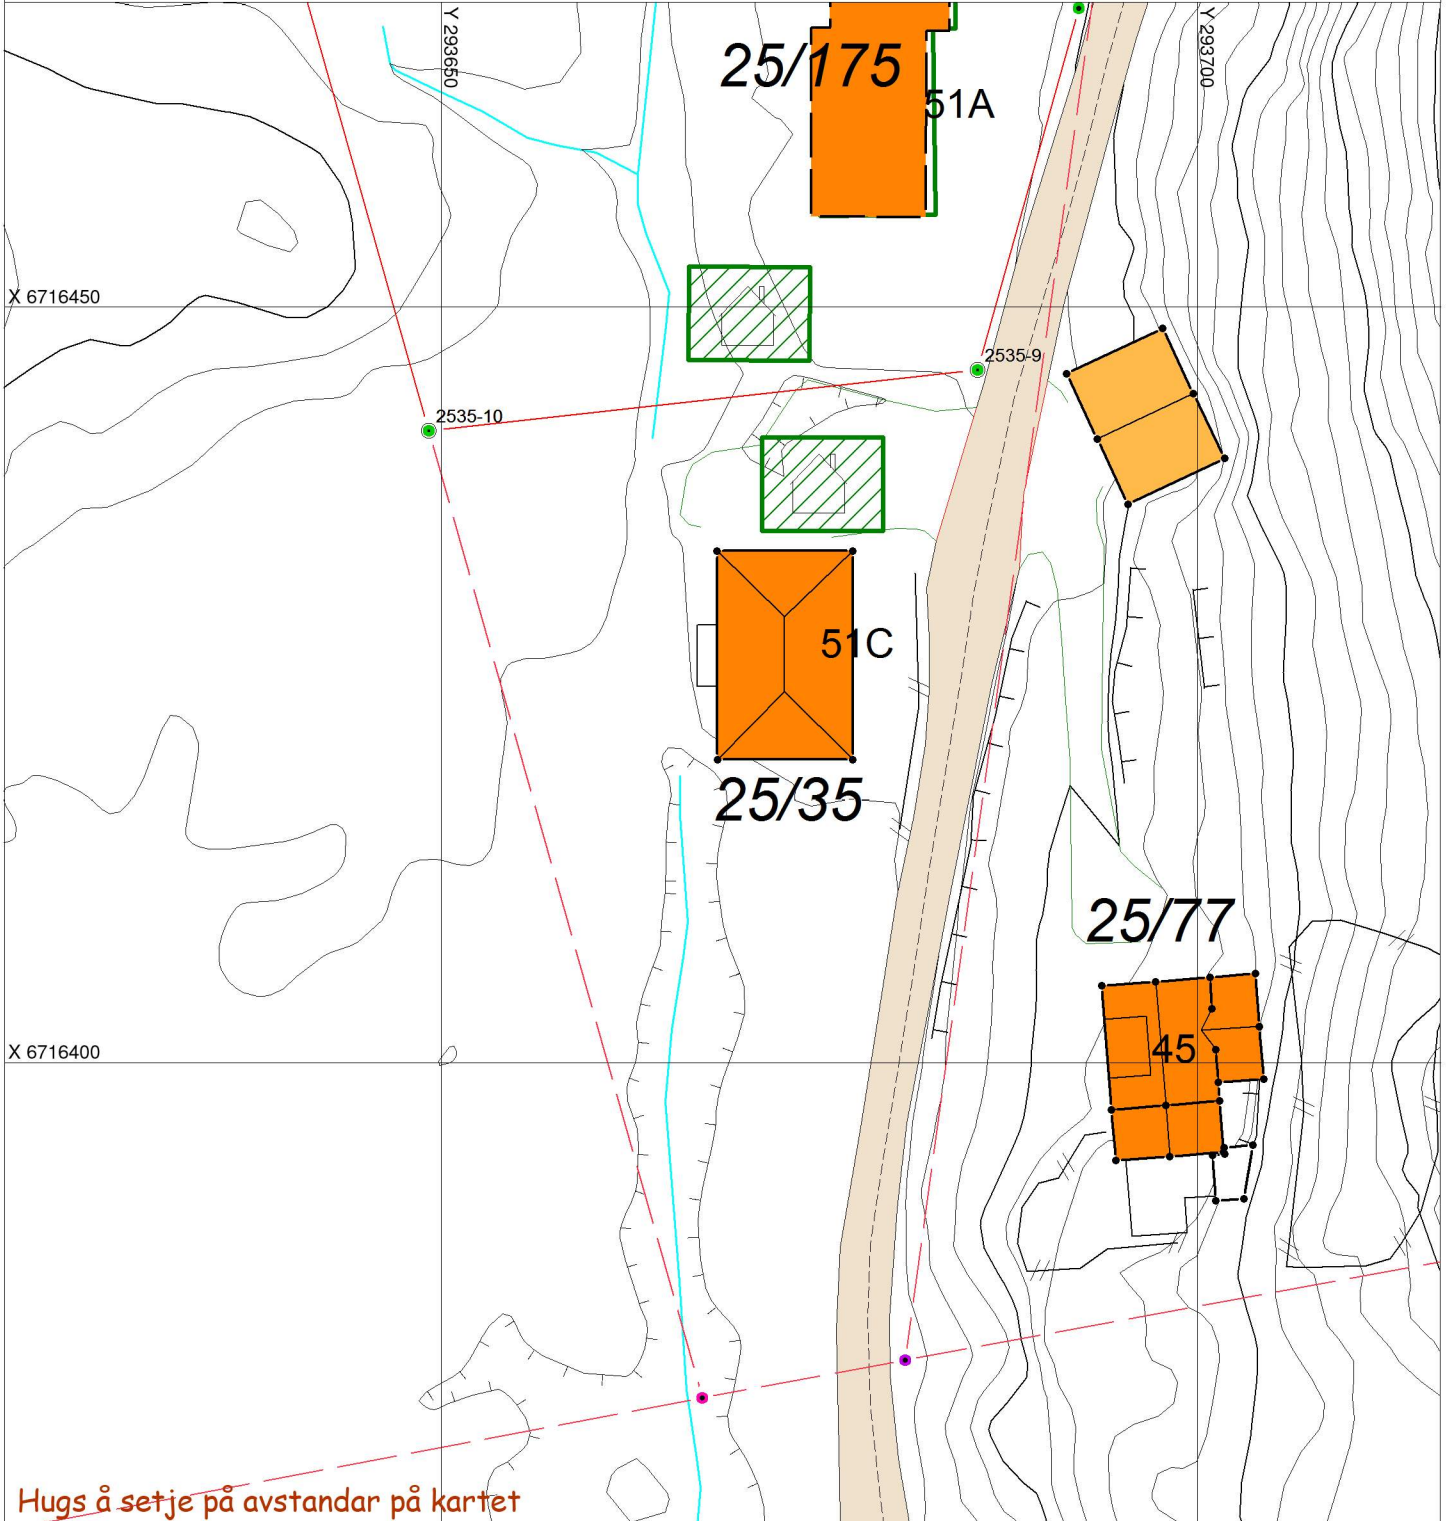 Y 293650
Y 293700
25/175
51A
X 6716450
2535-9
2535-10
51C
25/35
25/77
X 6716400
45
Hugs å setje på avstandar på kartet